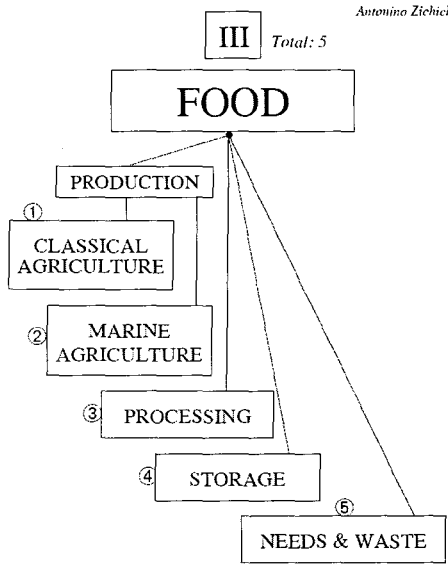 Antonino Zichichi
III Total: 5
FOOD
PRODUCTION
①
CLASSICAL
AGRICULTURE
②
MARINE
AGRICULTURE
③ PROCESSING
④ STORAGE
⑤
NEEDS & WASTE